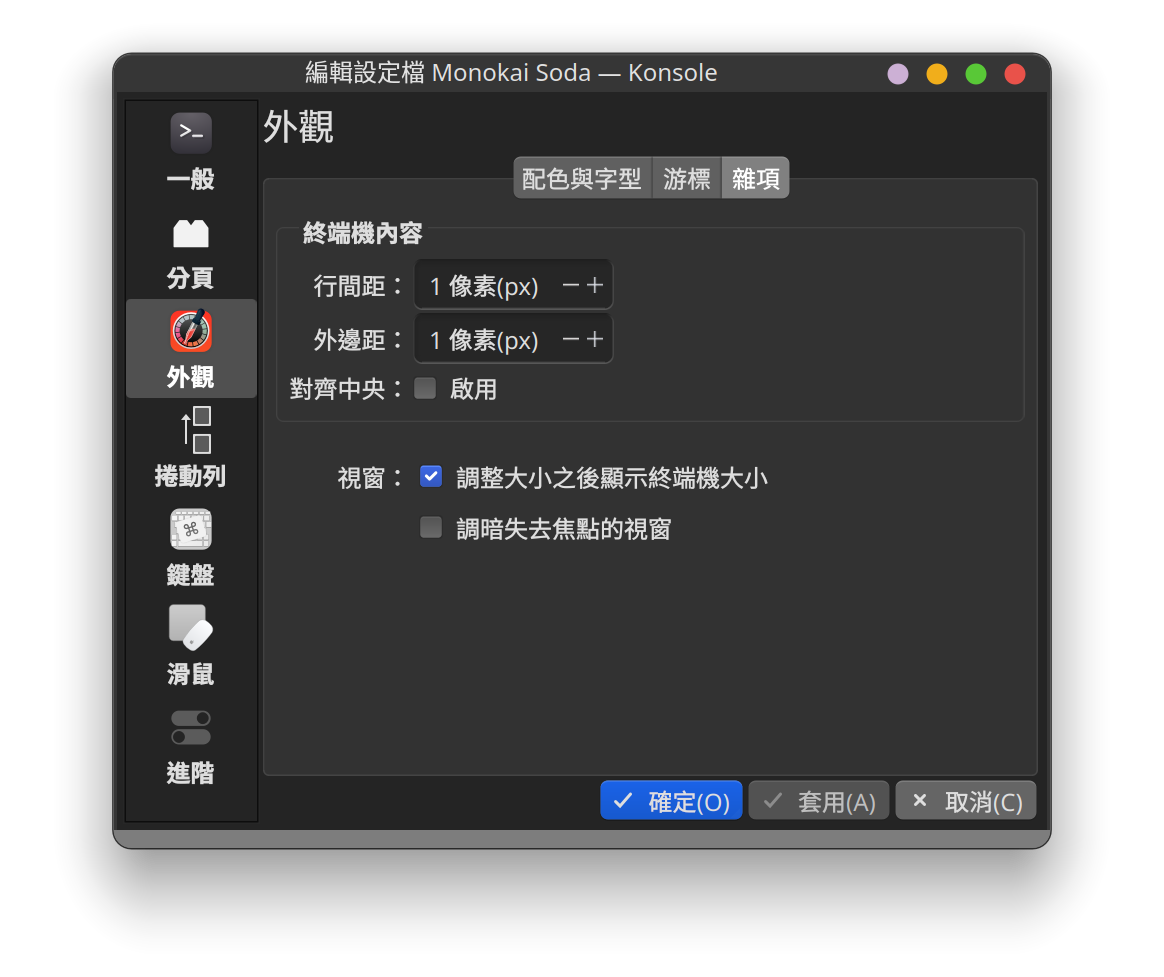 編輯設定檔 Monokai Soda — Konsole
一般
分頁
外觀
捲動列
鍵盤
滑鼠
進階
外觀
配色與字型 游標 雜項
終端機內容
行間距： 1 像素(px)
外邊距： 1 像素(px)
對齊中央： 啟用
視窗： 調整大小之後顯示終端機大小
調暗失去焦點的視窗
確定(O) 套用(A) 取消(C)